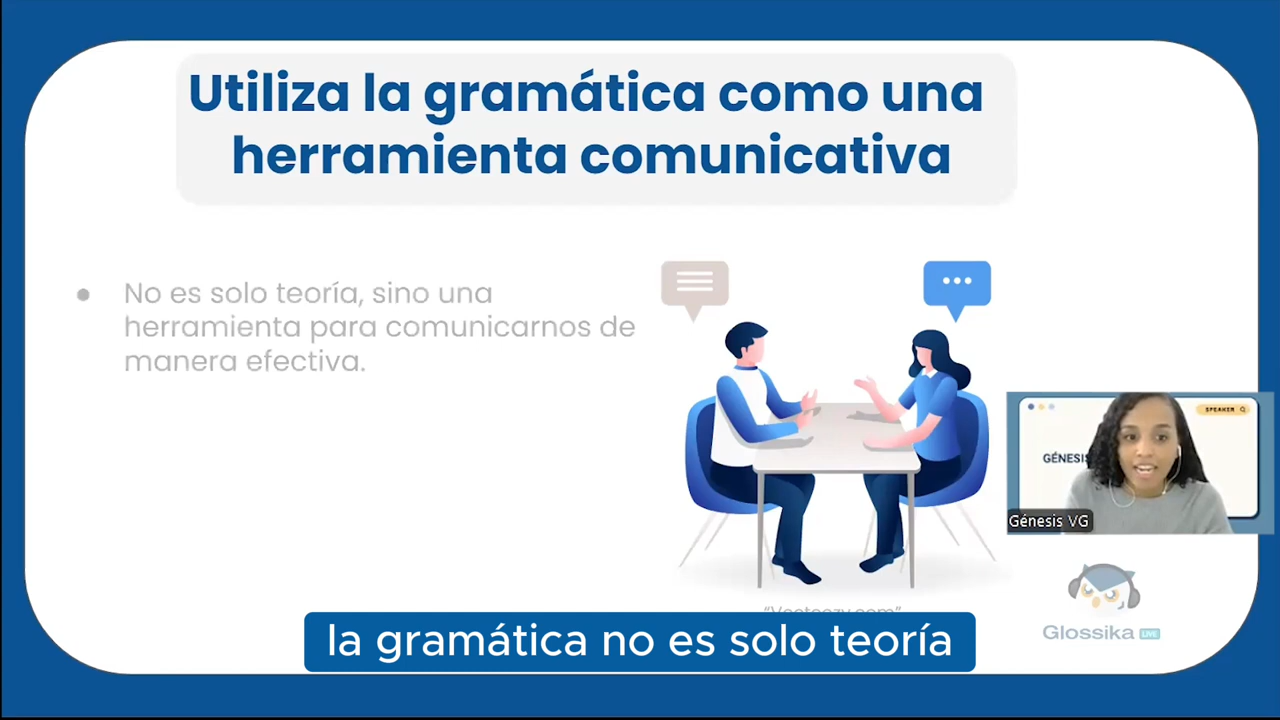 Utiliza la gramática como una
herramienta comunicativa
● No es solo teoría, sino una
herramienta para comunicarnos de
manera efectiva.
SPEAKER
GÉNESIS
Génesis VG
"Vecteezy.com"
Glossika LIVE
la gramática no es solo teoría